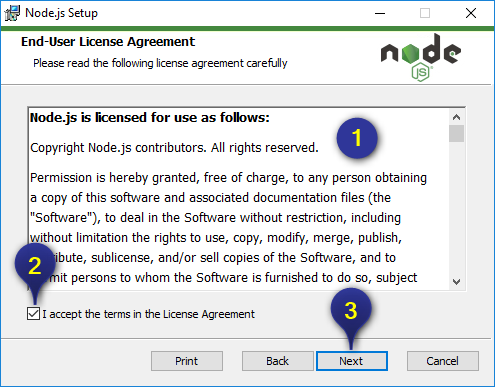 Node.js Setup
End-User License Agreement
Please read the following license agreement carefully
node
JS
Node.js is licensed for use as follows:
1
Copyright Node.js contributors. All rights reserved.
Permission is hereby granted, free of charge, to any person obtaining
a copy of this software and associated documentation files (the
"Software"), to deal in the Software without restriction, including
without limitation the rights to use, copy, modify, merge, publish,
sublicense, and/or sell copies of the Software, and to
persons to whom the Software is furnished to do so, subject
2
I accept the terms in the License Agreement
3
Print
Back
Next
Cancel